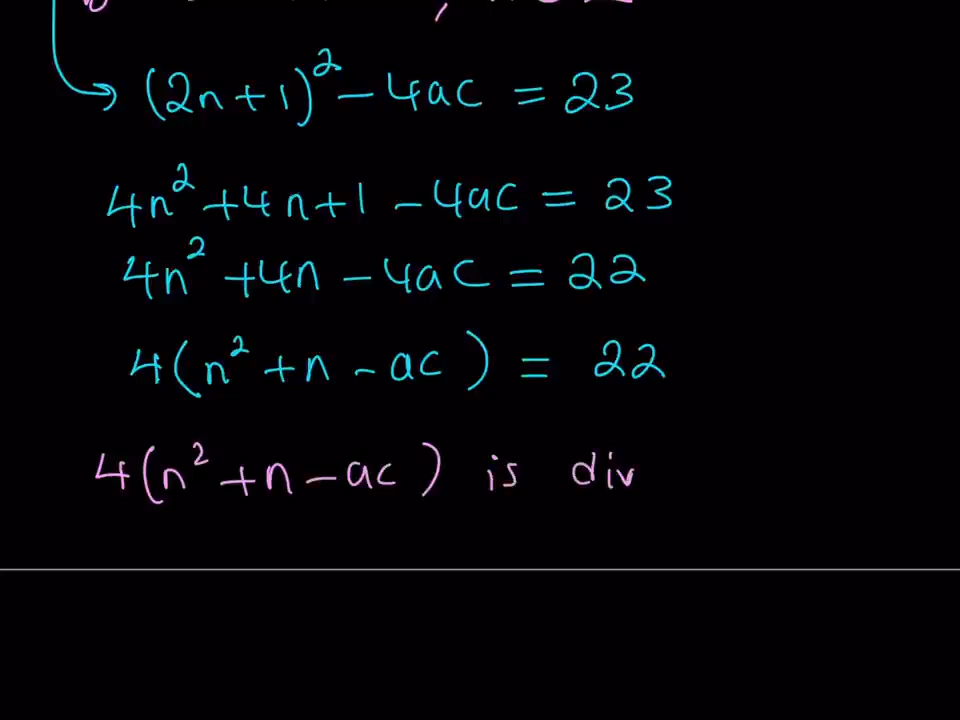 (2n+1)² - 4ac = 23
4n² + 4n + 1 - 4ac = 23
4n² + 4n - 4ac = 22
4(n² + n - ac) = 22
4(n² + n - ac) is div